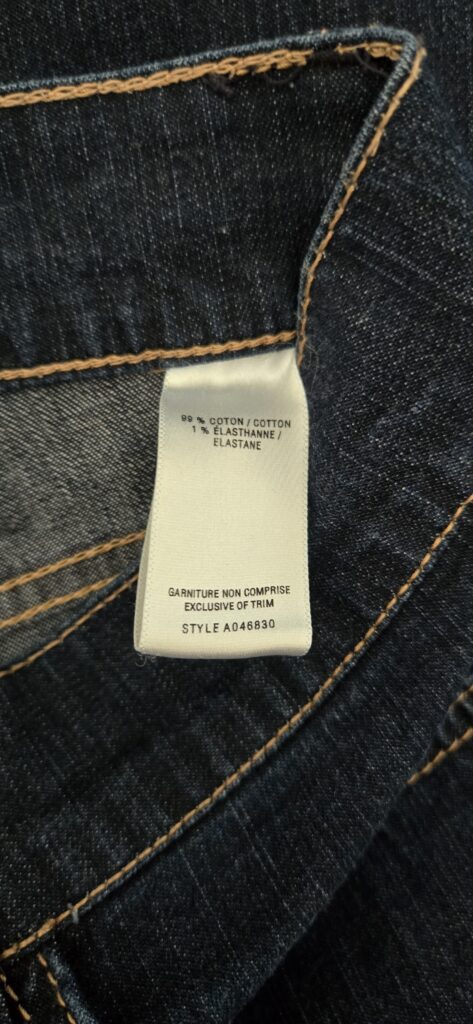 99 % COTON / COTTON
1 % ÉLASTHANNE /
ELASTANE
GARNITURE NON COMPRISE
EXCLUSIVE OF TRIM
STYLE A046830